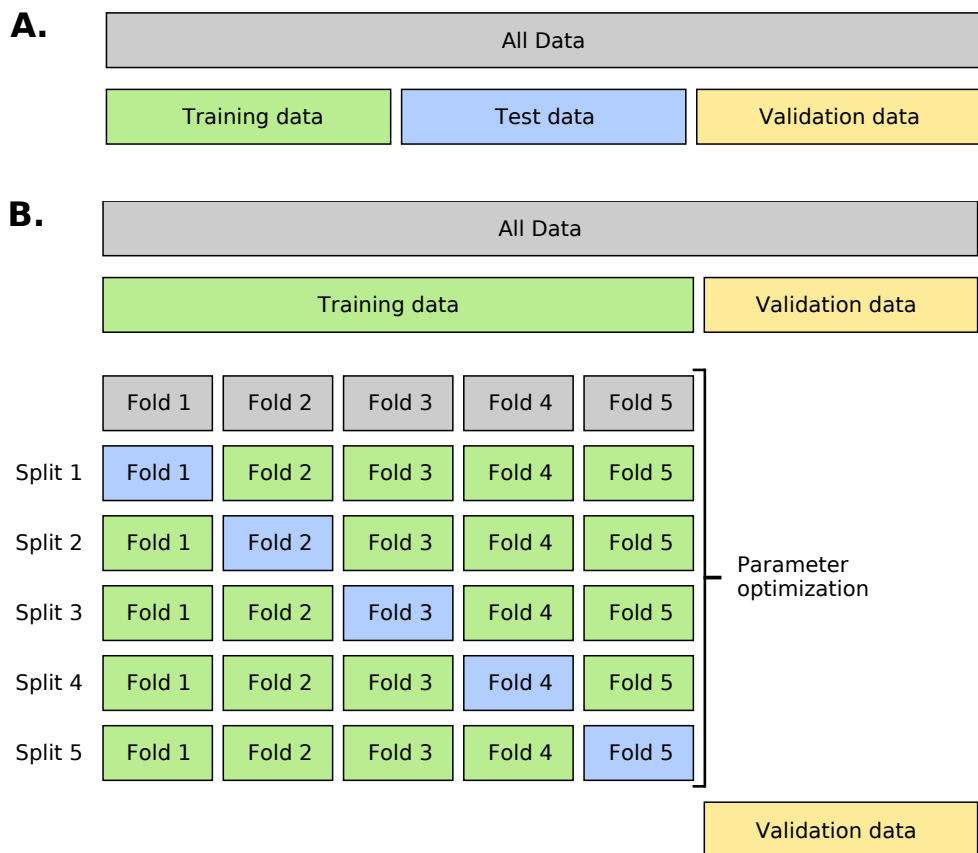 A.
All Data
Training data Test data Validation data
B.
All Data
Training data Validation data
Fold 1 Fold 2 Fold 3 Fold 4 Fold 5
Split 1 Fold 1 Fold 2 Fold 3 Fold 4 Fold 5
Split 2 Fold 1 Fold 2 Fold 3 Fold 4 Fold 5
Parameter
optimization
Split 3 Fold 1 Fold 2 Fold 3 Fold 4 Fold 5
Split 4 Fold 1 Fold 2 Fold 3 Fold 4 Fold 5
Split 5 Fold 1 Fold 2 Fold 3 Fold 4 Fold 5
Validation data